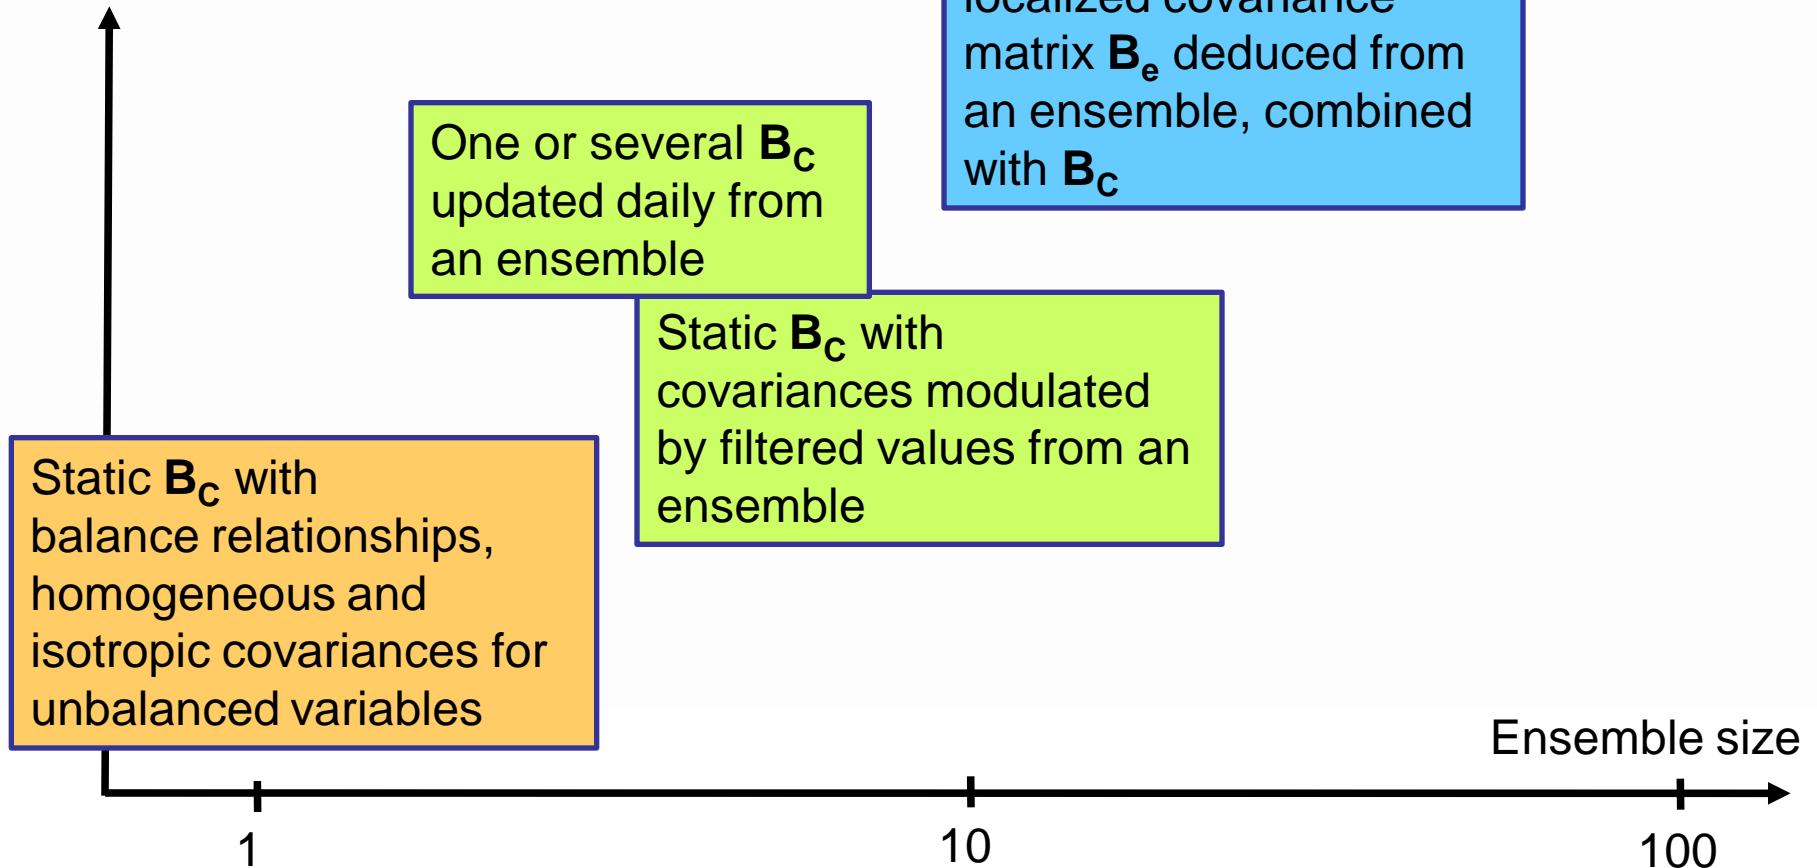 localized covariance
matrix Be deduced from
an ensemble, combined
with BC
One or several BC
updated daily from
an ensemble
Static BC with
covariances modulated
by filtered values from an
ensemble
Static BC with
balance relationships,
homogeneous and
isotropic covariances for
unbalanced variables
Ensemble size
1
10
100